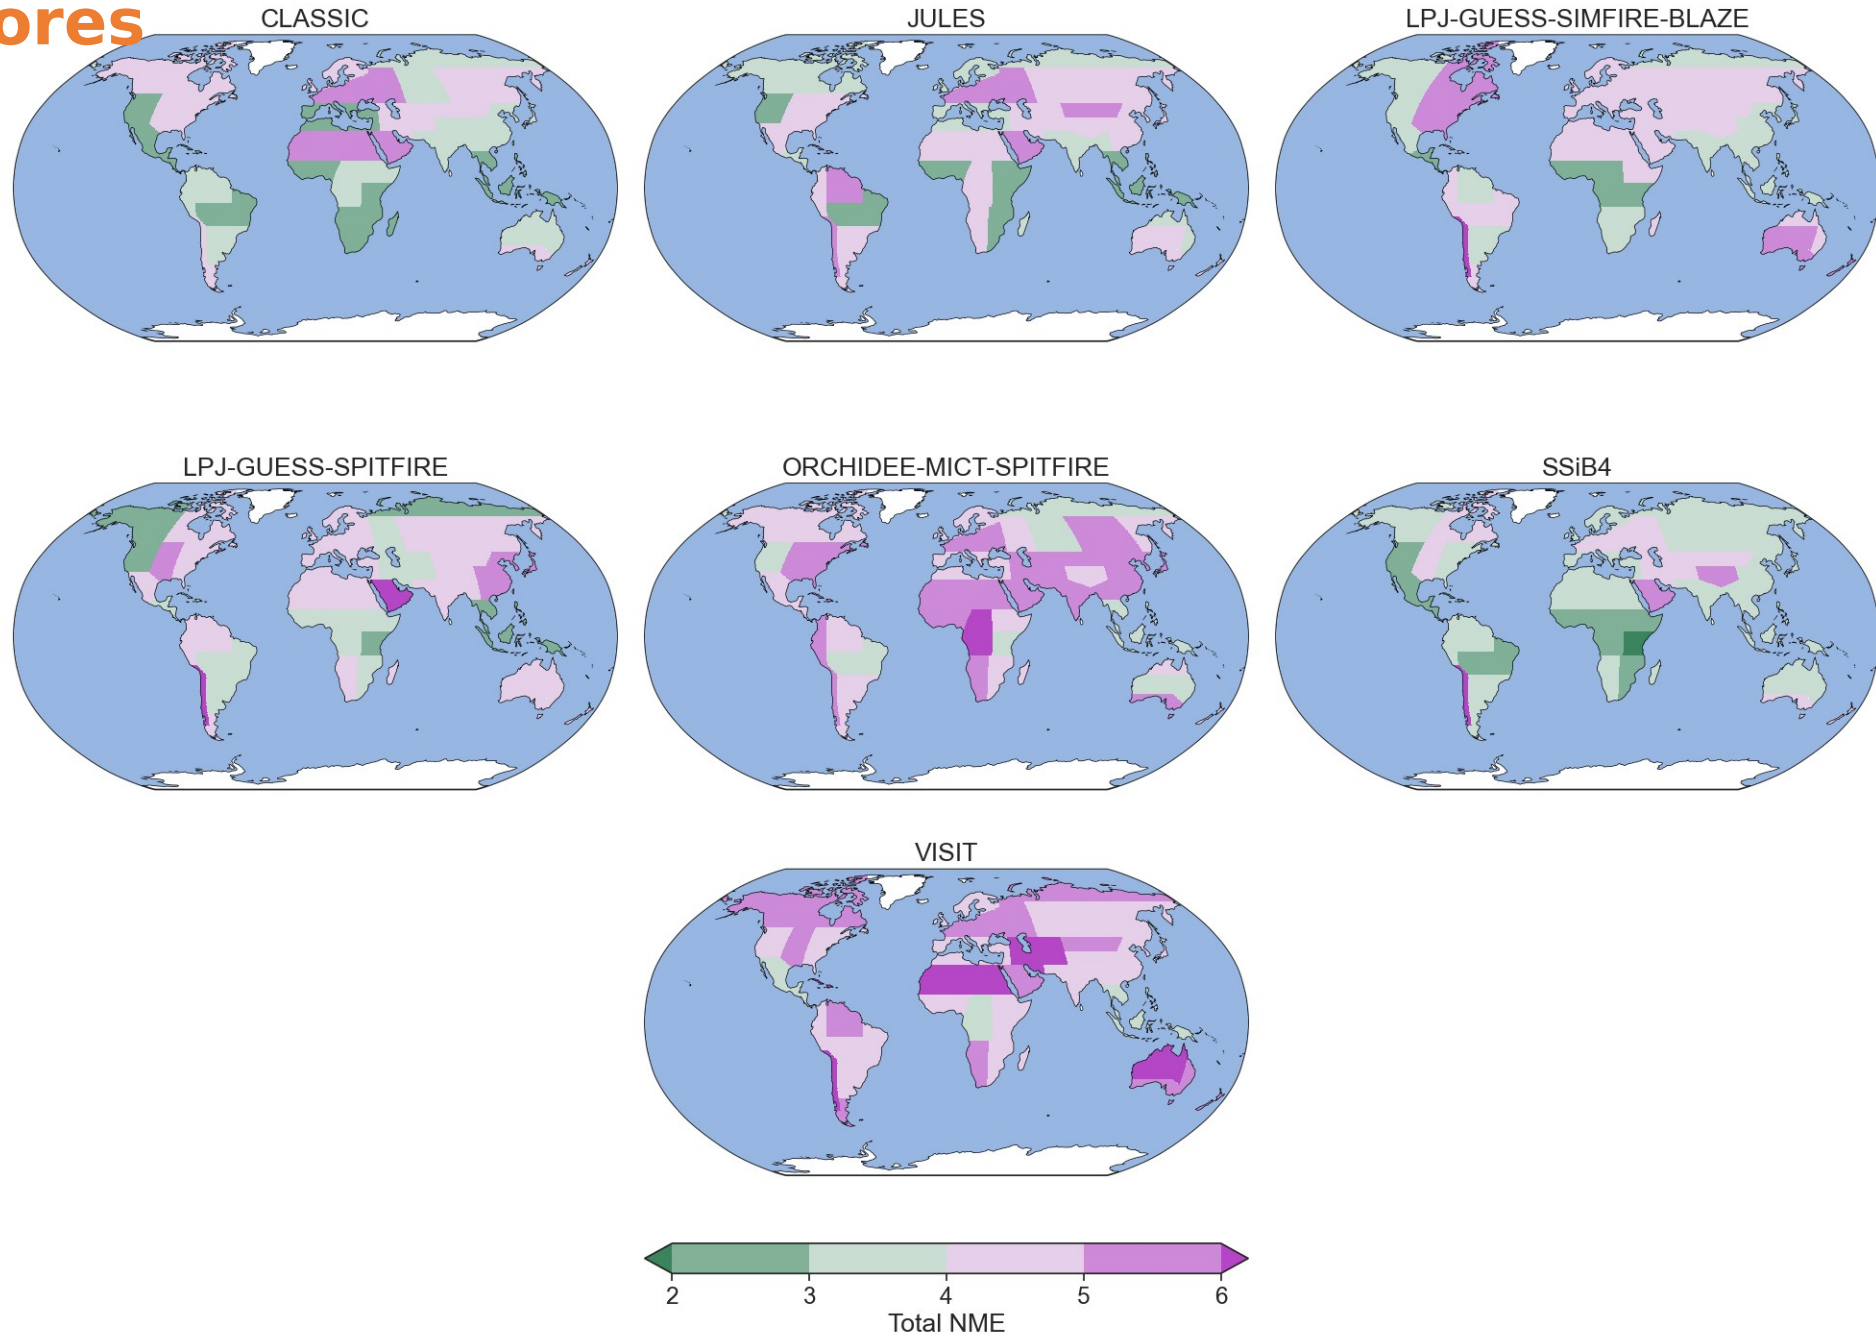 ores
CLASSIC
JULES
LPJ-GUESS-SIMFIRE-BLAZE
LPJ-GUESS-SPITFIRE
ORCHIDEE-MICT-SPITFIRE
SSiB4
VISIT
2 3 4 5 6
Total NME